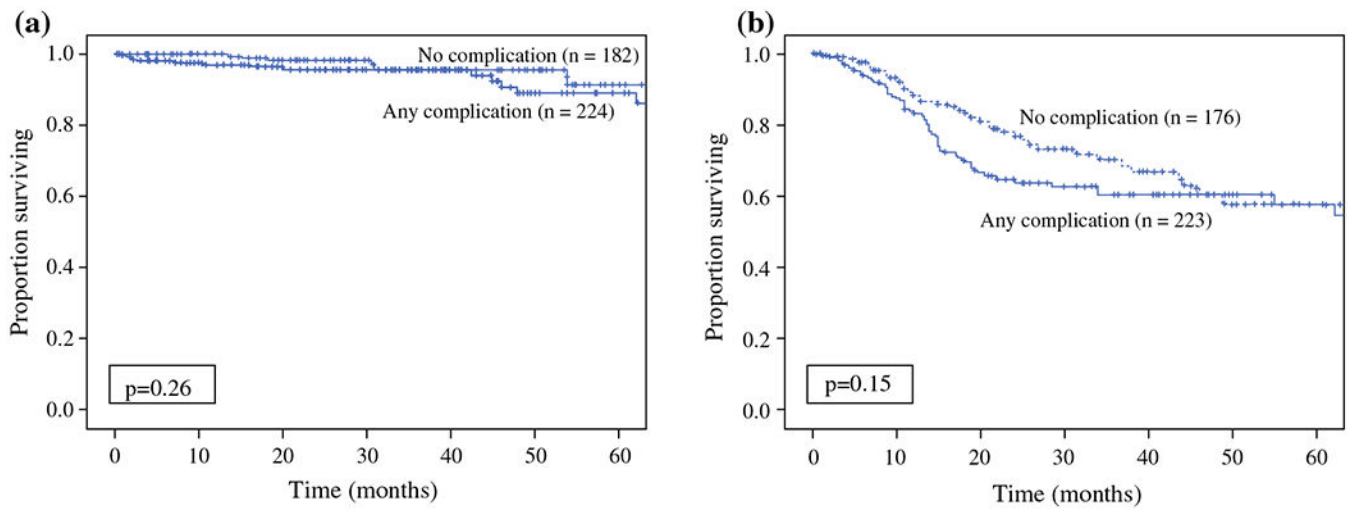 (a)
Proportion surviving
1.0
0.8
0.6
0.4
0.2
0.0
No complication (n = 182)
Any complication (n = 224)
p=0.26
0 10 20 30 40 50 60
Time (months)
(b)
Proportion surviving
1.0
0.8
0.6
0.4
0.2
0.0
No complication (n = 176)
Any complication (n = 223)
p=0.15
0 10 20 30 40 50 60
Time (months)